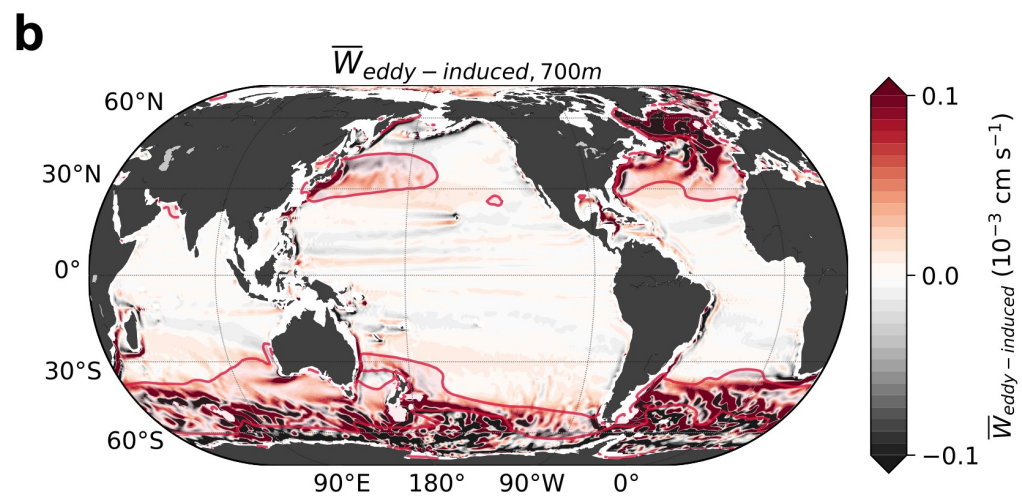 b
W̅ eddy – induced, 700m
60°N
30°N
0°
30°S
60°S
90°E 180° 90°W 0°
0.1
0.0
−0.1
W̅ eddy – induced (10⁻³ cm s⁻¹)